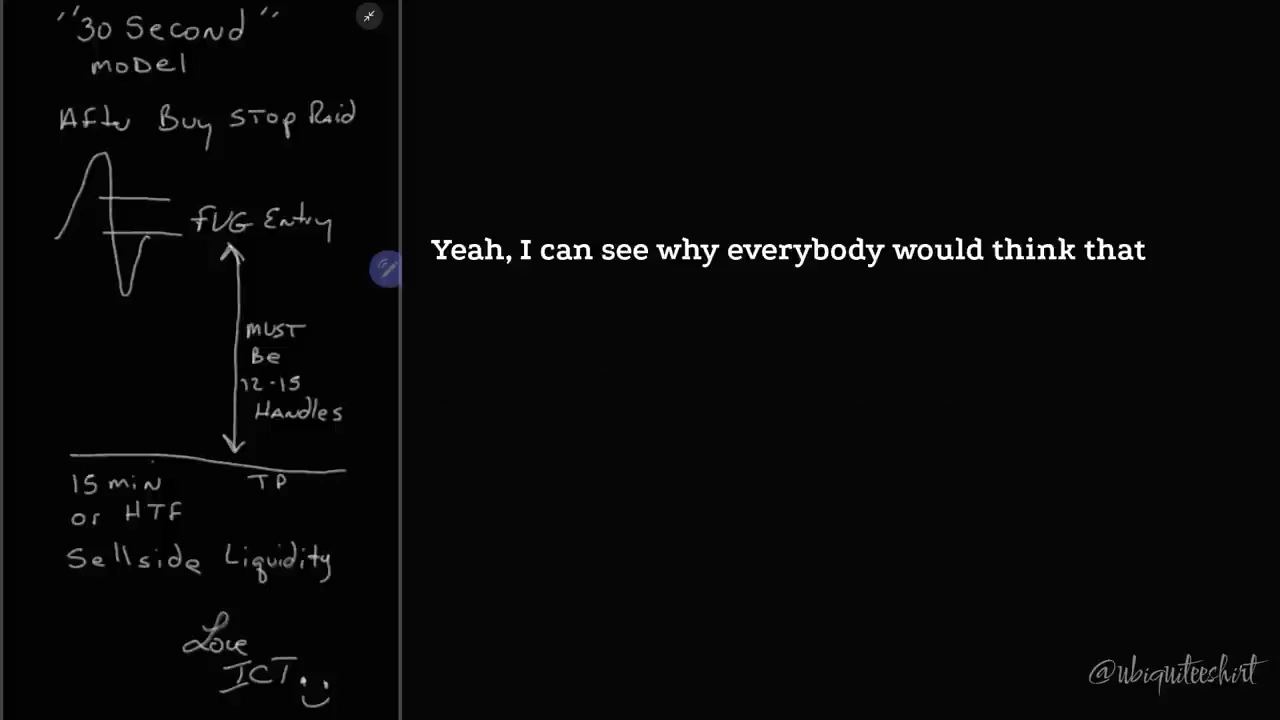 "30 Second"
moDel
After Buy STop Raid
FVG Entry
MUST
Be
12-15
HANdles
15 min
TP
or HTF
Sellside Liquidity
Love
ICT
Yeah, I can see why everybody would think that
@ubiquiteeshirt